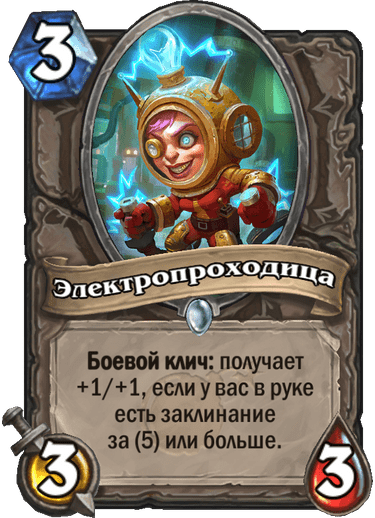 3
Электропроходица
Боевой клич: получает
+1/+1, если у вас в руке
есть заклинание
за (5) или больше.
3
3